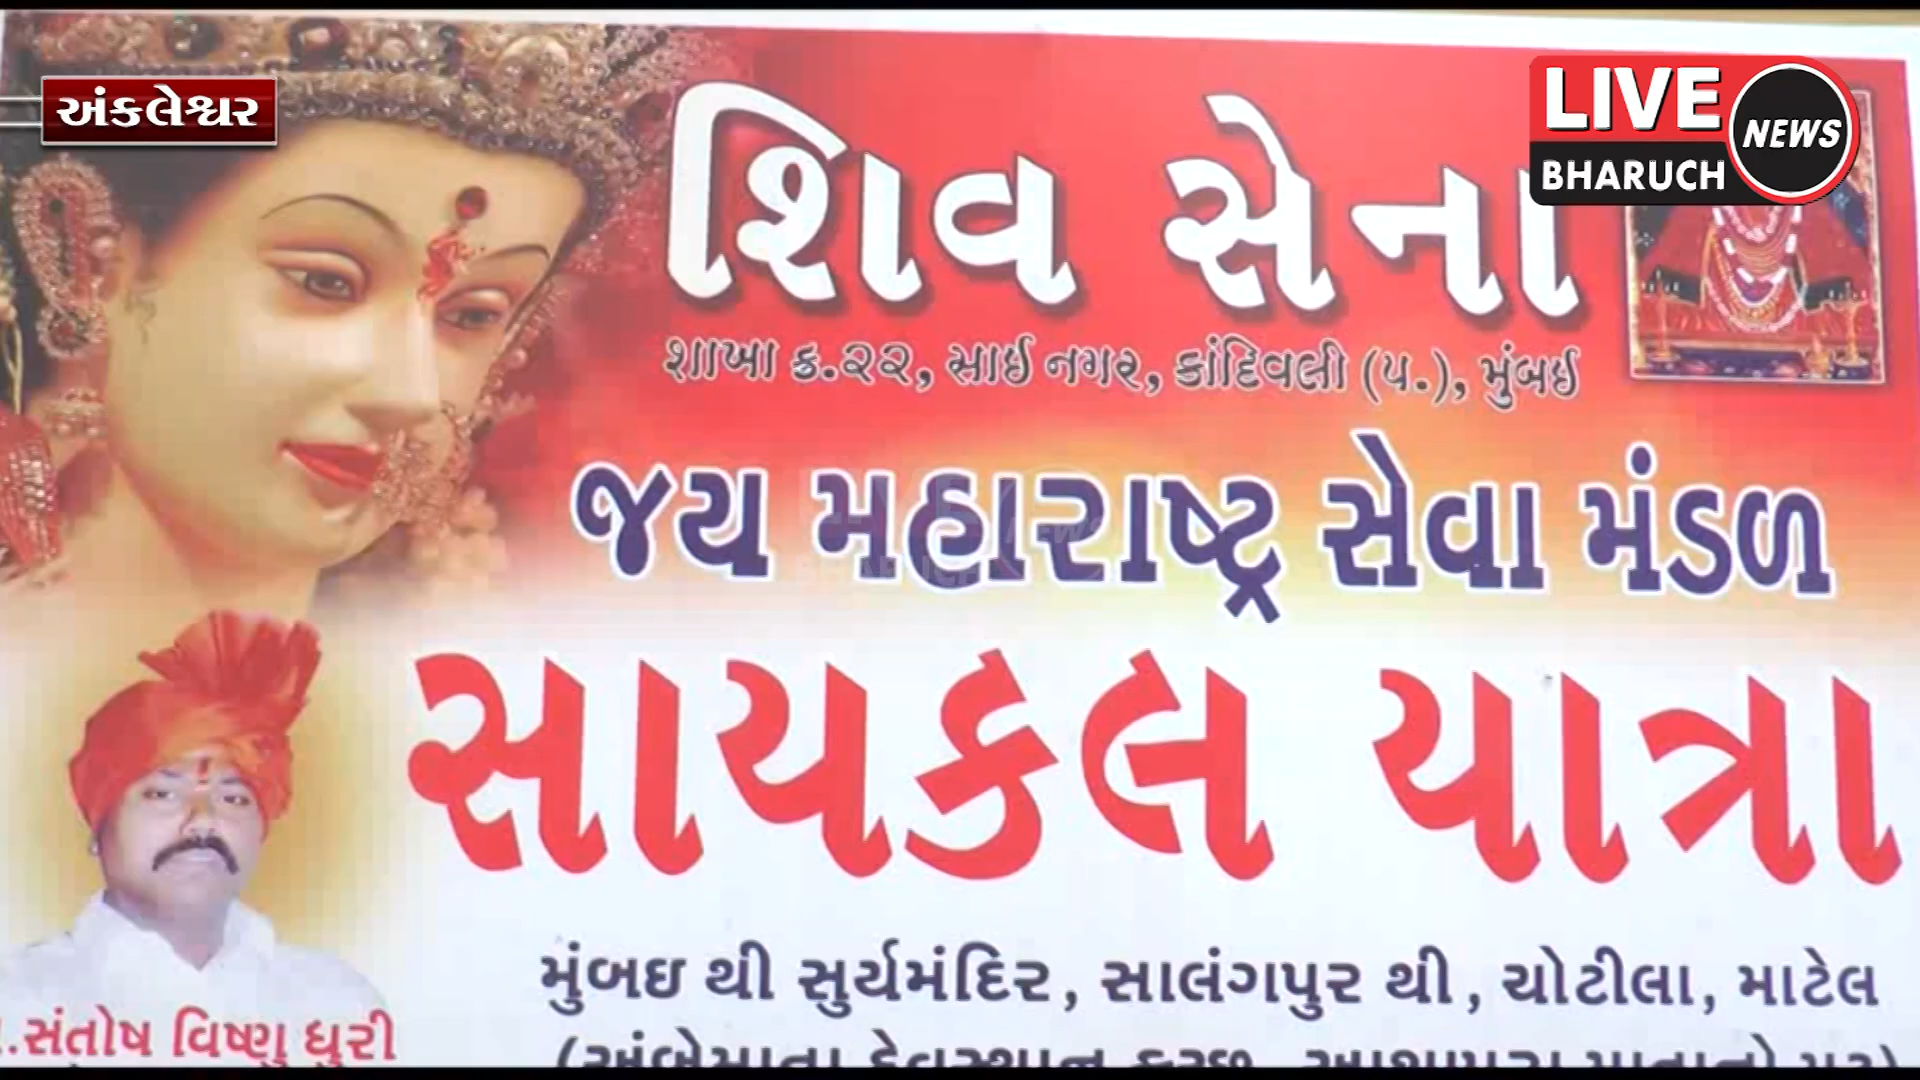 અંકલેશ્વર
LIVE
BHARUCH
NEWS
શિવ સેના
શાખા ક્ર.૨૨, સાઈ નગર, કાંદિવલી (પ.), મુંબઈ
જય મહારાષ્ટ્ર સેવા મંડળ
સાયકલ યાત્રા
મુંબઇ થી સુર્યમંદિર, સાલંગપુર થી, ચોટીલા, માટેલ
સંતોષ વિષ્ણુ ધુરી